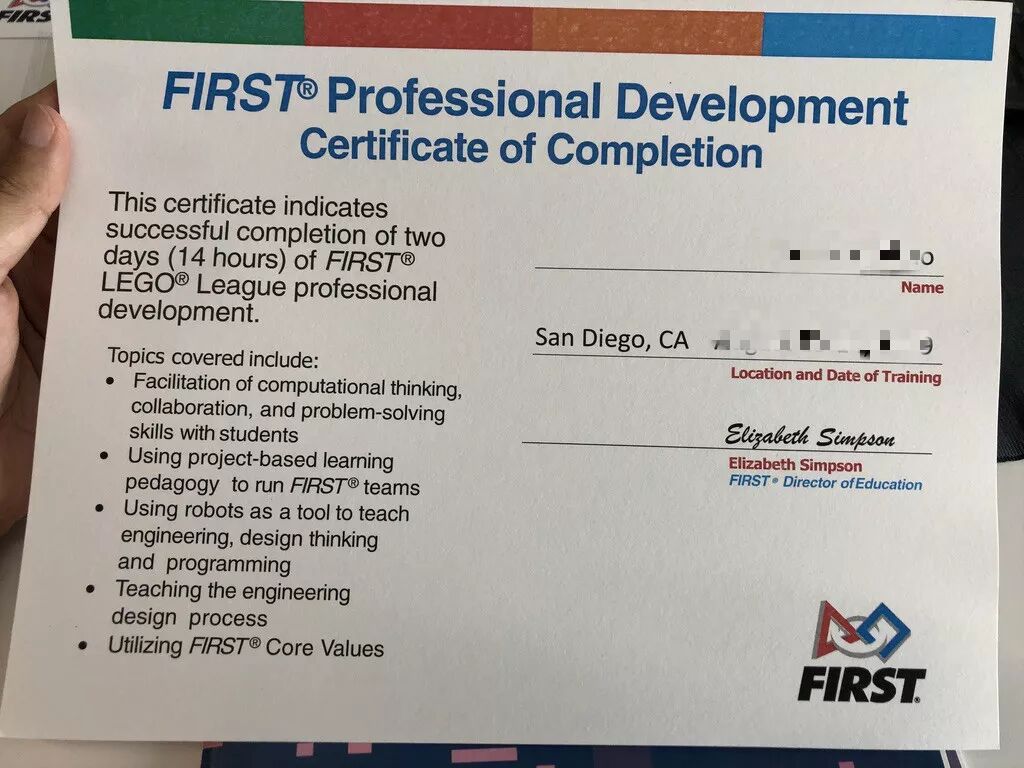 FIRST® Professional Development
Certificate of Completion
This certificate indicates
successful completion of two
days (14 hours) of FIRST®
LEGO® League professional
development.
Topics covered include:
• Facilitation of computational thinking,
collaboration, and problem-solving
skills with students
• Using project-based learning
pedagogy to run FIRST® teams
• Using robots as a tool to teach
engineering, design thinking
and programming
• Teaching the engineering
design process
• Utilizing FIRST® Core Values
Name
San Diego, CA
Location and Date of Training
Elizabeth Simpson
Elizabeth Simpson
FIRST® Director of Education
FIRST®